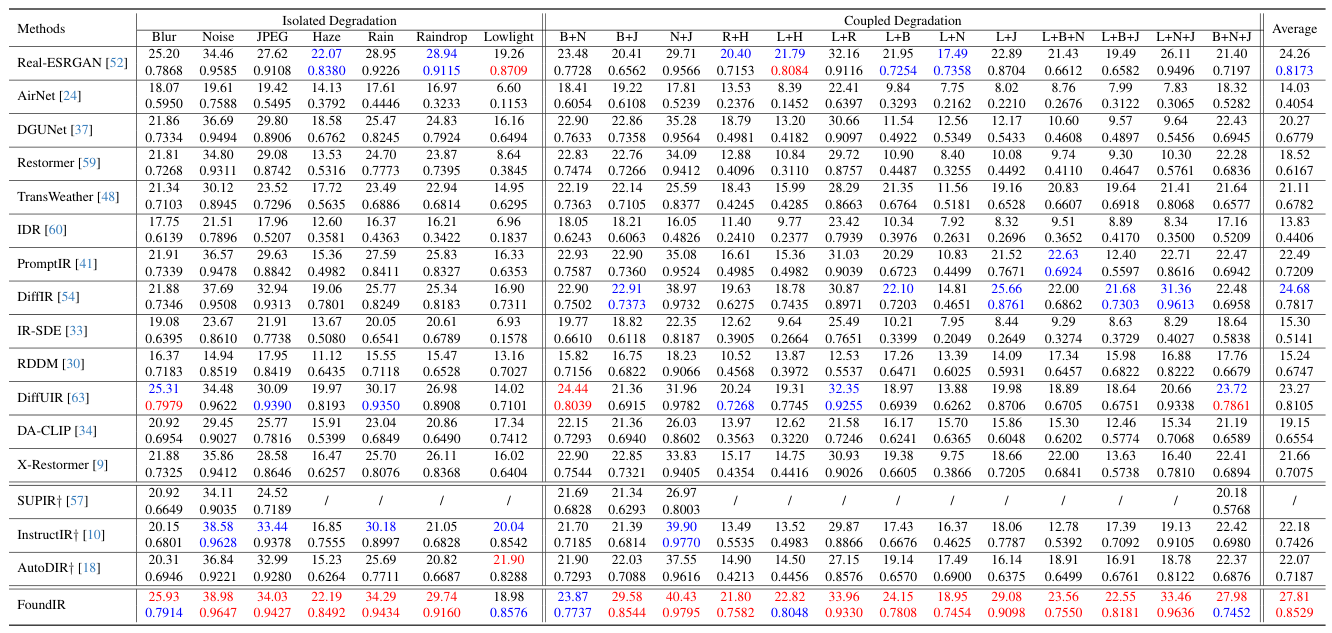 Methods Isolated Degradation Coupled Degradation Average
Blur Noise JPEG Haze Rain Raindrop Lowlight B+N B+J N+J R+H L+H L+R L+B L+N L+J L+B+N L+B+J L+N+J B+N+J
Real-ESRGAN [52] 25.20 34.46 27.62 22.07 28.95 28.94 19.26 23.48 20.41 29.71 20.40 21.79 32.16 21.95 17.49 22.89 21.43 19.49 26.11 21.40 24.26
0.7868 0.9585 0.9108 0.8380 0.9226 0.9115 0.8709 0.7728 0.6562 0.9566 0.7153 0.8084 0.9116 0.7254 0.7358 0.8704 0.6612 0.6582 0.9496 0.7197 0.8173
AirNet [24] 18.07 19.61 19.42 14.13 17.61 16.97 6.60 18.41 19.22 17.81 13.53 8.39 22.41 9.84 7.75 8.02 8.76 7.99 7.83 18.32 14.03
0.5950 0.7588 0.5495 0.3792 0.4446 0.3233 0.1153 0.6054 0.6108 0.5239 0.2376 0.1452 0.6397 0.3293 0.2162 0.2210 0.2676 0.3122 0.3065 0.5282 0.4054
DGUNet [37] 21.86 36.69 29.80 18.58 25.47 24.83 16.16 22.90 22.86 35.28 18.79 13.20 30.66 11.54 12.56 12.17 10.60 9.57 9.64 22.43 20.27
0.7334 0.9494 0.8906 0.6762 0.8245 0.7924 0.6494 0.7633 0.7358 0.9564 0.4981 0.4182 0.9097 0.4922 0.5349 0.5433 0.4608 0.4897 0.5456 0.6945 0.6779
Restormer [59] 21.81 34.80 29.08 13.53 24.70 23.87 8.64 22.83 22.76 34.09 12.88 10.84 29.72 10.90 8.40 10.08 9.74 9.30 10.30 22.28 18.52
0.7268 0.9311 0.8742 0.5316 0.7773 0.7395 0.3845 0.7474 0.7266 0.9412 0.4096 0.3110 0.8757 0.4487 0.3255 0.4492 0.4110 0.4647 0.5761 0.6836 0.6167
TransWeather [48] 21.34 30.12 23.52 17.72 23.49 22.94 14.95 22.19 22.14 25.59 18.43 15.99 28.29 21.35 11.56 19.16 20.83 19.64 21.41 21.64 21.11
0.7103 0.8945 0.7296 0.5635 0.6886 0.6814 0.6295 0.7363 0.7105 0.8377 0.4245 0.4285 0.8663 0.6764 0.5181 0.6528 0.6607 0.6918 0.8068 0.6577 0.6782
IDR [60] 17.75 21.51 17.96 12.60 16.37 16.21 6.96 18.05 18.21 16.05 11.40 9.77 23.42 10.34 7.92 8.32 9.51 8.89 8.34 17.16 13.83
0.6139 0.7896 0.5207 0.3581 0.4363 0.3422 0.1837 0.6243 0.6063 0.4826 0.2410 0.2377 0.7939 0.3976 0.2631 0.2696 0.3652 0.4170 0.3500 0.5209 0.4406
PromptIR [41] 21.91 36.57 29.63 15.36 27.59 25.83 16.33 22.93 22.90 35.08 16.61 15.36 31.03 20.29 10.83 21.52 22.63 12.40 22.71 22.47 22.49
0.7339 0.9478 0.8842 0.4982 0.8411 0.8327 0.6353 0.7587 0.7360 0.9524 0.4985 0.4982 0.9039 0.6723 0.4499 0.7671 0.6924 0.5597 0.8616 0.6942 0.7209
DiffIR [54] 21.88 37.69 32.94 19.06 25.77 25.34 16.90 22.90 22.91 38.97 19.63 18.78 30.87 22.10 14.81 25.66 22.00 21.68 31.36 22.48 24.68
0.7346 0.9508 0.9313 0.7801 0.8249 0.8183 0.7311 0.7502 0.7373 0.9732 0.6275 0.7435 0.8971 0.7203 0.4651 0.8761 0.6862 0.7303 0.9613 0.6958 0.7817
IR-SDE [33] 19.08 23.67 21.91 13.67 20.05 20.61 6.93 19.77 18.82 22.35 12.62 9.64 25.49 10.21 7.95 8.44 9.29 8.63 8.29 18.64 15.30
0.6395 0.8610 0.7738 0.5080 0.6541 0.6789 0.1578 0.6610 0.6118 0.8187 0.3905 0.2664 0.7651 0.3399 0.2049 0.2649 0.3274 0.3729 0.4027 0.5838 0.5141
RDDM [30] 16.37 14.94 17.95 11.12 15.55 15.47 13.16 15.82 16.75 18.23 10.52 13.87 12.53 17.26 13.39 14.09 17.34 15.98 16.88 17.76 15.24
0.7183 0.8519 0.8419 0.6435 0.7118 0.6528 0.7027 0.7156 0.6822 0.9066 0.4568 0.3972 0.5537 0.6471 0.6025 0.5931 0.6457 0.6822 0.8222 0.6679 0.6747
DiffUIR [63] 25.31 34.48 30.09 19.97 30.17 26.98 14.02 24.44 21.36 31.96 20.24 19.31 32.35 18.97 13.88 19.98 18.89 18.64 20.66 23.72 23.27
0.7979 0.9622 0.9390 0.8193 0.9350 0.8908 0.7101 0.8039 0.6915 0.9782 0.7268 0.7745 0.9255 0.6939 0.6262 0.8706 0.6705 0.6751 0.9338 0.7861 0.8105
DA-CLIP [34] 20.92 29.45 25.77 15.91 23.04 20.86 17.34 22.15 21.36 26.03 13.97 12.62 21.58 16.17 15.70 15.86 15.30 12.46 15.34 21.19 19.15
0.6954 0.9027 0.7816 0.5399 0.6849 0.6490 0.7412 0.7293 0.6940 0.8602 0.3563 0.3220 0.7246 0.6241 0.6365 0.6048 0.6202 0.5774 0.7068 0.6589 0.6554
X-Restormer [9] 21.88 35.86 28.58 16.47 25.70 26.11 16.02 22.90 22.85 33.83 15.17 14.75 30.93 19.38 9.75 18.66 22.00 13.63 16.40 22.41 21.66
0.7325 0.9412 0.8646 0.6257 0.8076 0.8368 0.6404 0.7544 0.7321 0.9405 0.4354 0.4416 0.9026 0.6605 0.3866 0.7205 0.6841 0.5738 0.7810 0.6894 0.7075
SUPIR† [57] 20.92 34.11 24.52 / / / / 21.69 21.34 26.97 / / / / / / / / / 20.18 /
0.6649 0.9035 0.7189 0.6828 0.6293 0.8003 0.5768
InstructIR† [10] 20.15 38.58 33.44 16.85 30.18 21.05 20.04 21.70 21.39 39.90 13.49 13.52 29.87 17.43 16.37 18.06 12.78 17.39 19.13 22.42 22.18
0.6801 0.9628 0.9378 0.7555 0.8997 0.6828 0.8542 0.7185 0.6814 0.9770 0.5535 0.4983 0.8866 0.6676 0.4625 0.7787 0.5392 0.7092 0.9105 0.6980 0.7426
AutoDIR† [18] 20.31 36.84 32.99 15.23 25.69 20.82 21.90 21.90 22.03 37.55 14.90 14.50 27.15 19.14 17.49 16.14 18.91 16.91 18.78 22.37 22.07
0.6946 0.9221 0.9280 0.6264 0.7711 0.6687 0.8288 0.7293 0.7088 0.9616 0.4213 0.4456 0.8576 0.6570 0.6900 0.6375 0.6499 0.6761 0.8122 0.6876 0.7187
FoundIR 25.93 38.98 34.03 22.19 34.29 29.74 18.98 23.87 29.58 40.43 21.80 22.82 33.96 24.15 18.95 29.08 23.56 22.55 33.46 27.98 27.81
0.7914 0.9647 0.9427 0.8492 0.9434 0.9160 0.8576 0.7737 0.8544 0.9795 0.7582 0.8048 0.9330 0.7808 0.7454 0.9098 0.7550 0.8181 0.9636 0.7452 0.8529